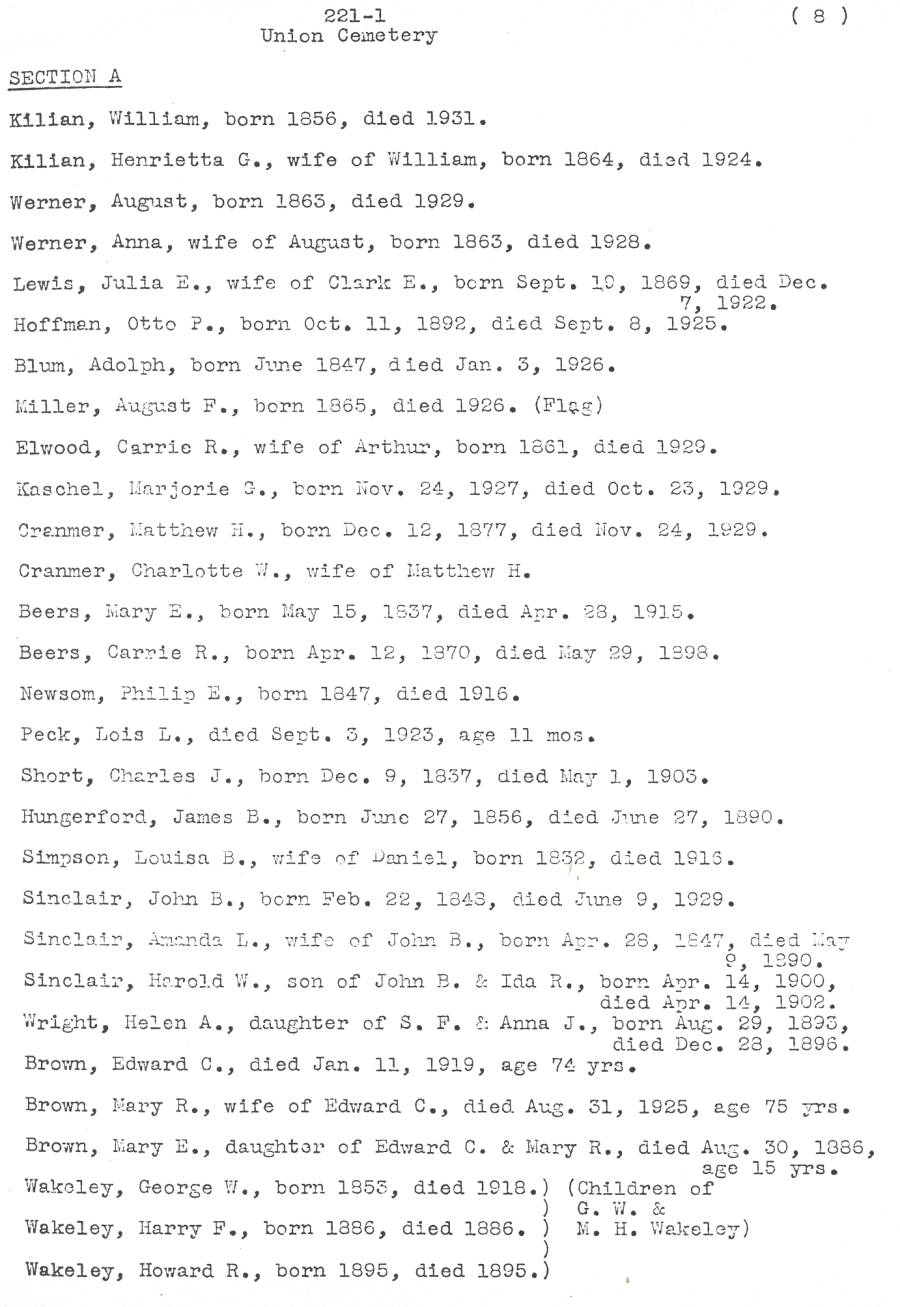 221-1
( 8 )
Union Cemetery
SECTION A
Kilian, William, born 1856, died 1931.
Kilian, Henrietta G., wife of William, born 1864, died 1924.
Werner, August, born 1863, died 1929.
Werner, Anna, wife of August, born 1863, died 1928.
Lewis, Julia E., wife of Clark E., born Sept. 19, 1869, died Dec.
7, 1922.
Hoffman, Otto P., born Oct. 11, 1892, died Sept. 8, 1925.
Blum, Adolph, born June 1847, died Jan. 3, 1926.
Miller, August F., born 1865, died 1926. (Flag)
Elwood, Carrie R., wife of Arthur, born 1861, died 1929.
Kaschel, Marjorie G., born Nov. 24, 1927, died Oct. 23, 1929.
Cranmer, Matthew H., born Dec. 12, 1877, died Nov. 24, 1929.
Cranmer, Charlotte W., wife of Matthew H.
Beers, Mary E., born May 15, 1837, died Apr. 28, 1915.
Beers, Carrie R., born Apr. 12, 1870, died May 29, 1898.
Newsom, Philip E., born 1847, died 1916.
Peck, Lois L., died Sept. 3, 1923, age 11 mos.
Short, Charles J., born Dec. 9, 1837, died May 1, 1903.
Hungerford, James B., born June 27, 1856, died June 27, 1890.
Simpson, Louisa B., wife of Daniel, born 1832, died 1916.
Sinclair, John B., born Feb. 22, 1848, died June 9, 1929.
Sinclair, Amanda L., wife of John B., born Apr. 28, 1847, died May
9, 1890.
Sinclair, Harold W., son of John B. & Ida R., born Apr. 14, 1900,
died Apr. 14, 1902.
Wright, Helen A., daughter of S. F. & Anna J., born Aug. 29, 1893,
died Dec. 28, 1896.
Brown, Edward C., died Jan. 11, 1919, age 74 yrs.
Brown, Mary R., wife of Edward C., died Aug. 31, 1925, age 75 yrs.
Brown, Mary E., daughter of Edward C. & Mary R., died Aug. 30, 1886,
age 15 yrs.
Wakeley, George W., born 1853, died 1918.) (Children of
) G. W. &
Wakeley, Harry F., born 1886, died 1886. ) M. H. Wakeley)
)
Wakeley, Howard R., born 1895, died 1895.)